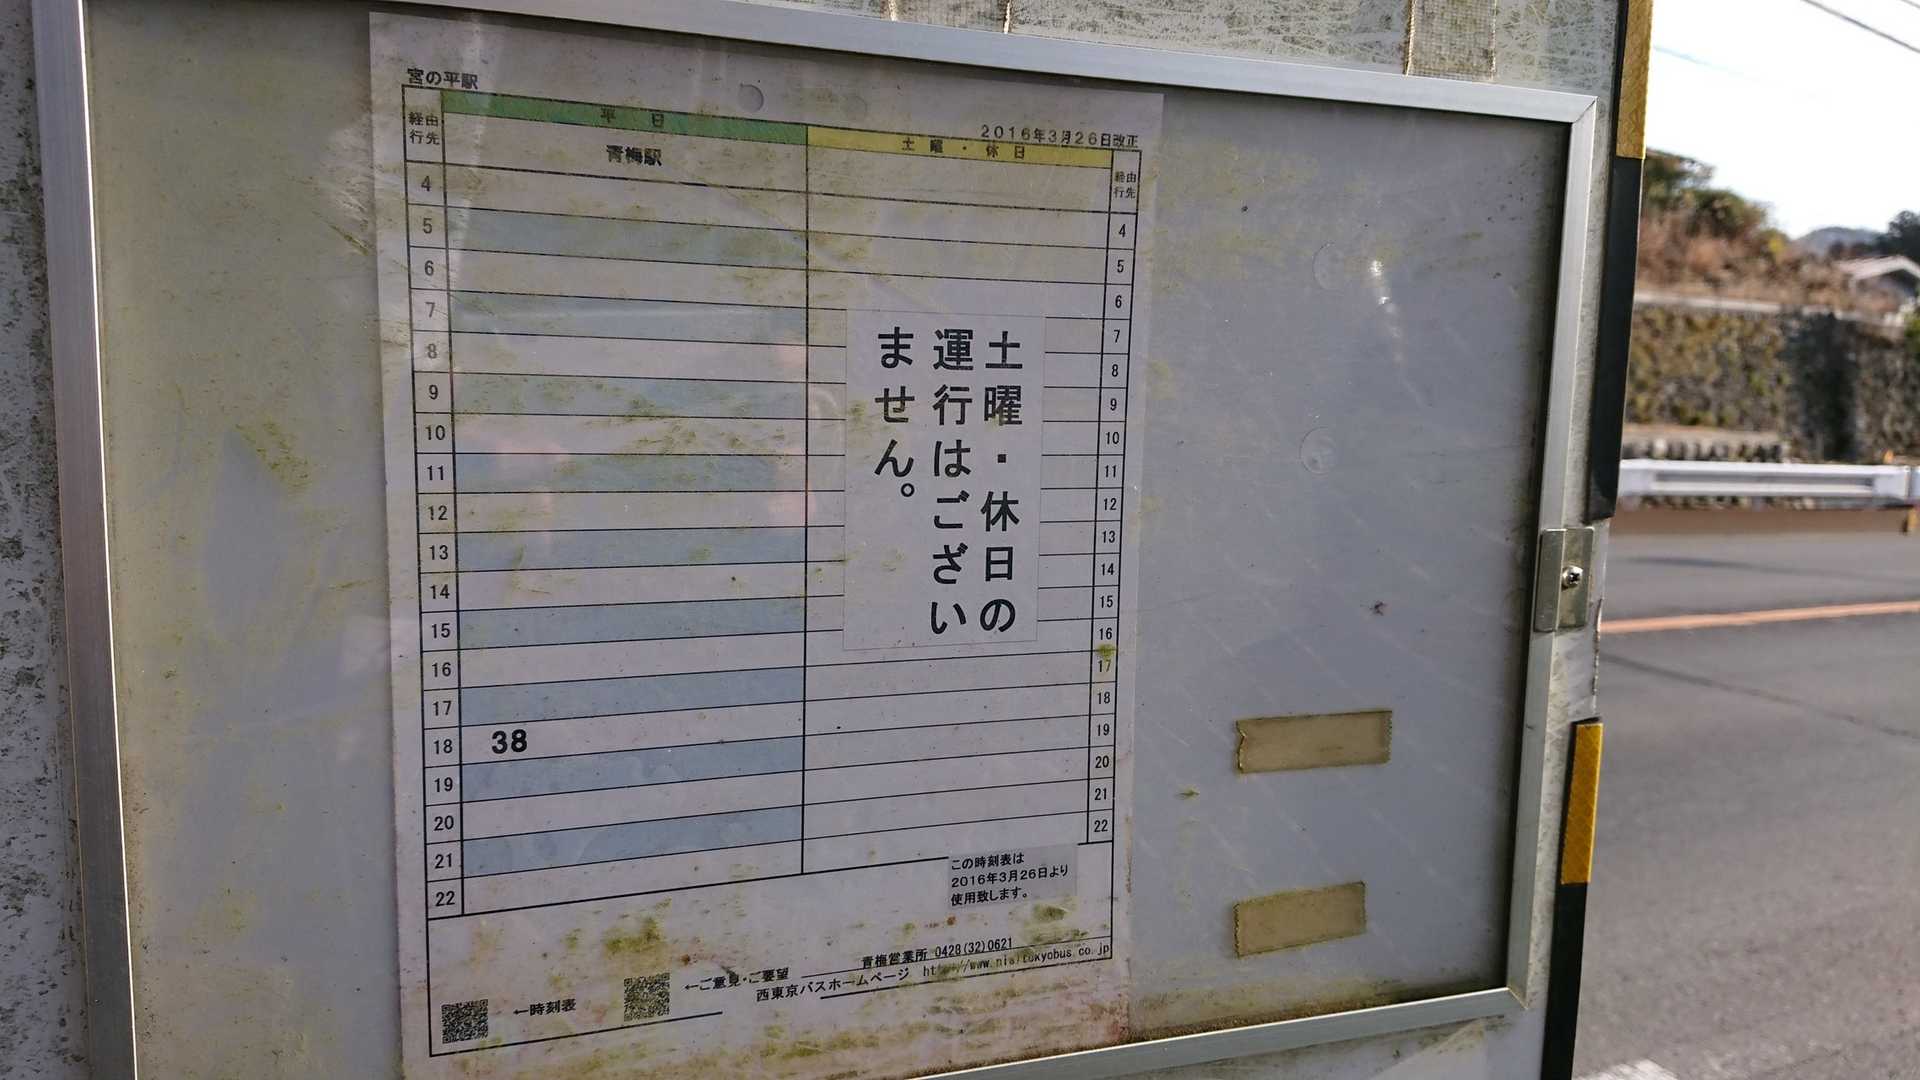 宮の平駅
2016年3月26日改正
経由
行先
平 日
土 曜 ・ 休 日
経由
行先
青梅駅
4
5
6
7
8
9
10
11
12
13
14
15
16
17
18 38
19
20
21
22
4
5
6
7
8
9
10
11
12
13
14
15
16
17
18
19
20
21
22
土曜・休日の
運行はござい
ません。
この時刻表は
2016年3月26日より
使用致します。
青梅営業所 0428(32)0621
←ご意見・ご要望
西東京バスホームページ http://www.nisitokyobus.co.jp
←時刻表